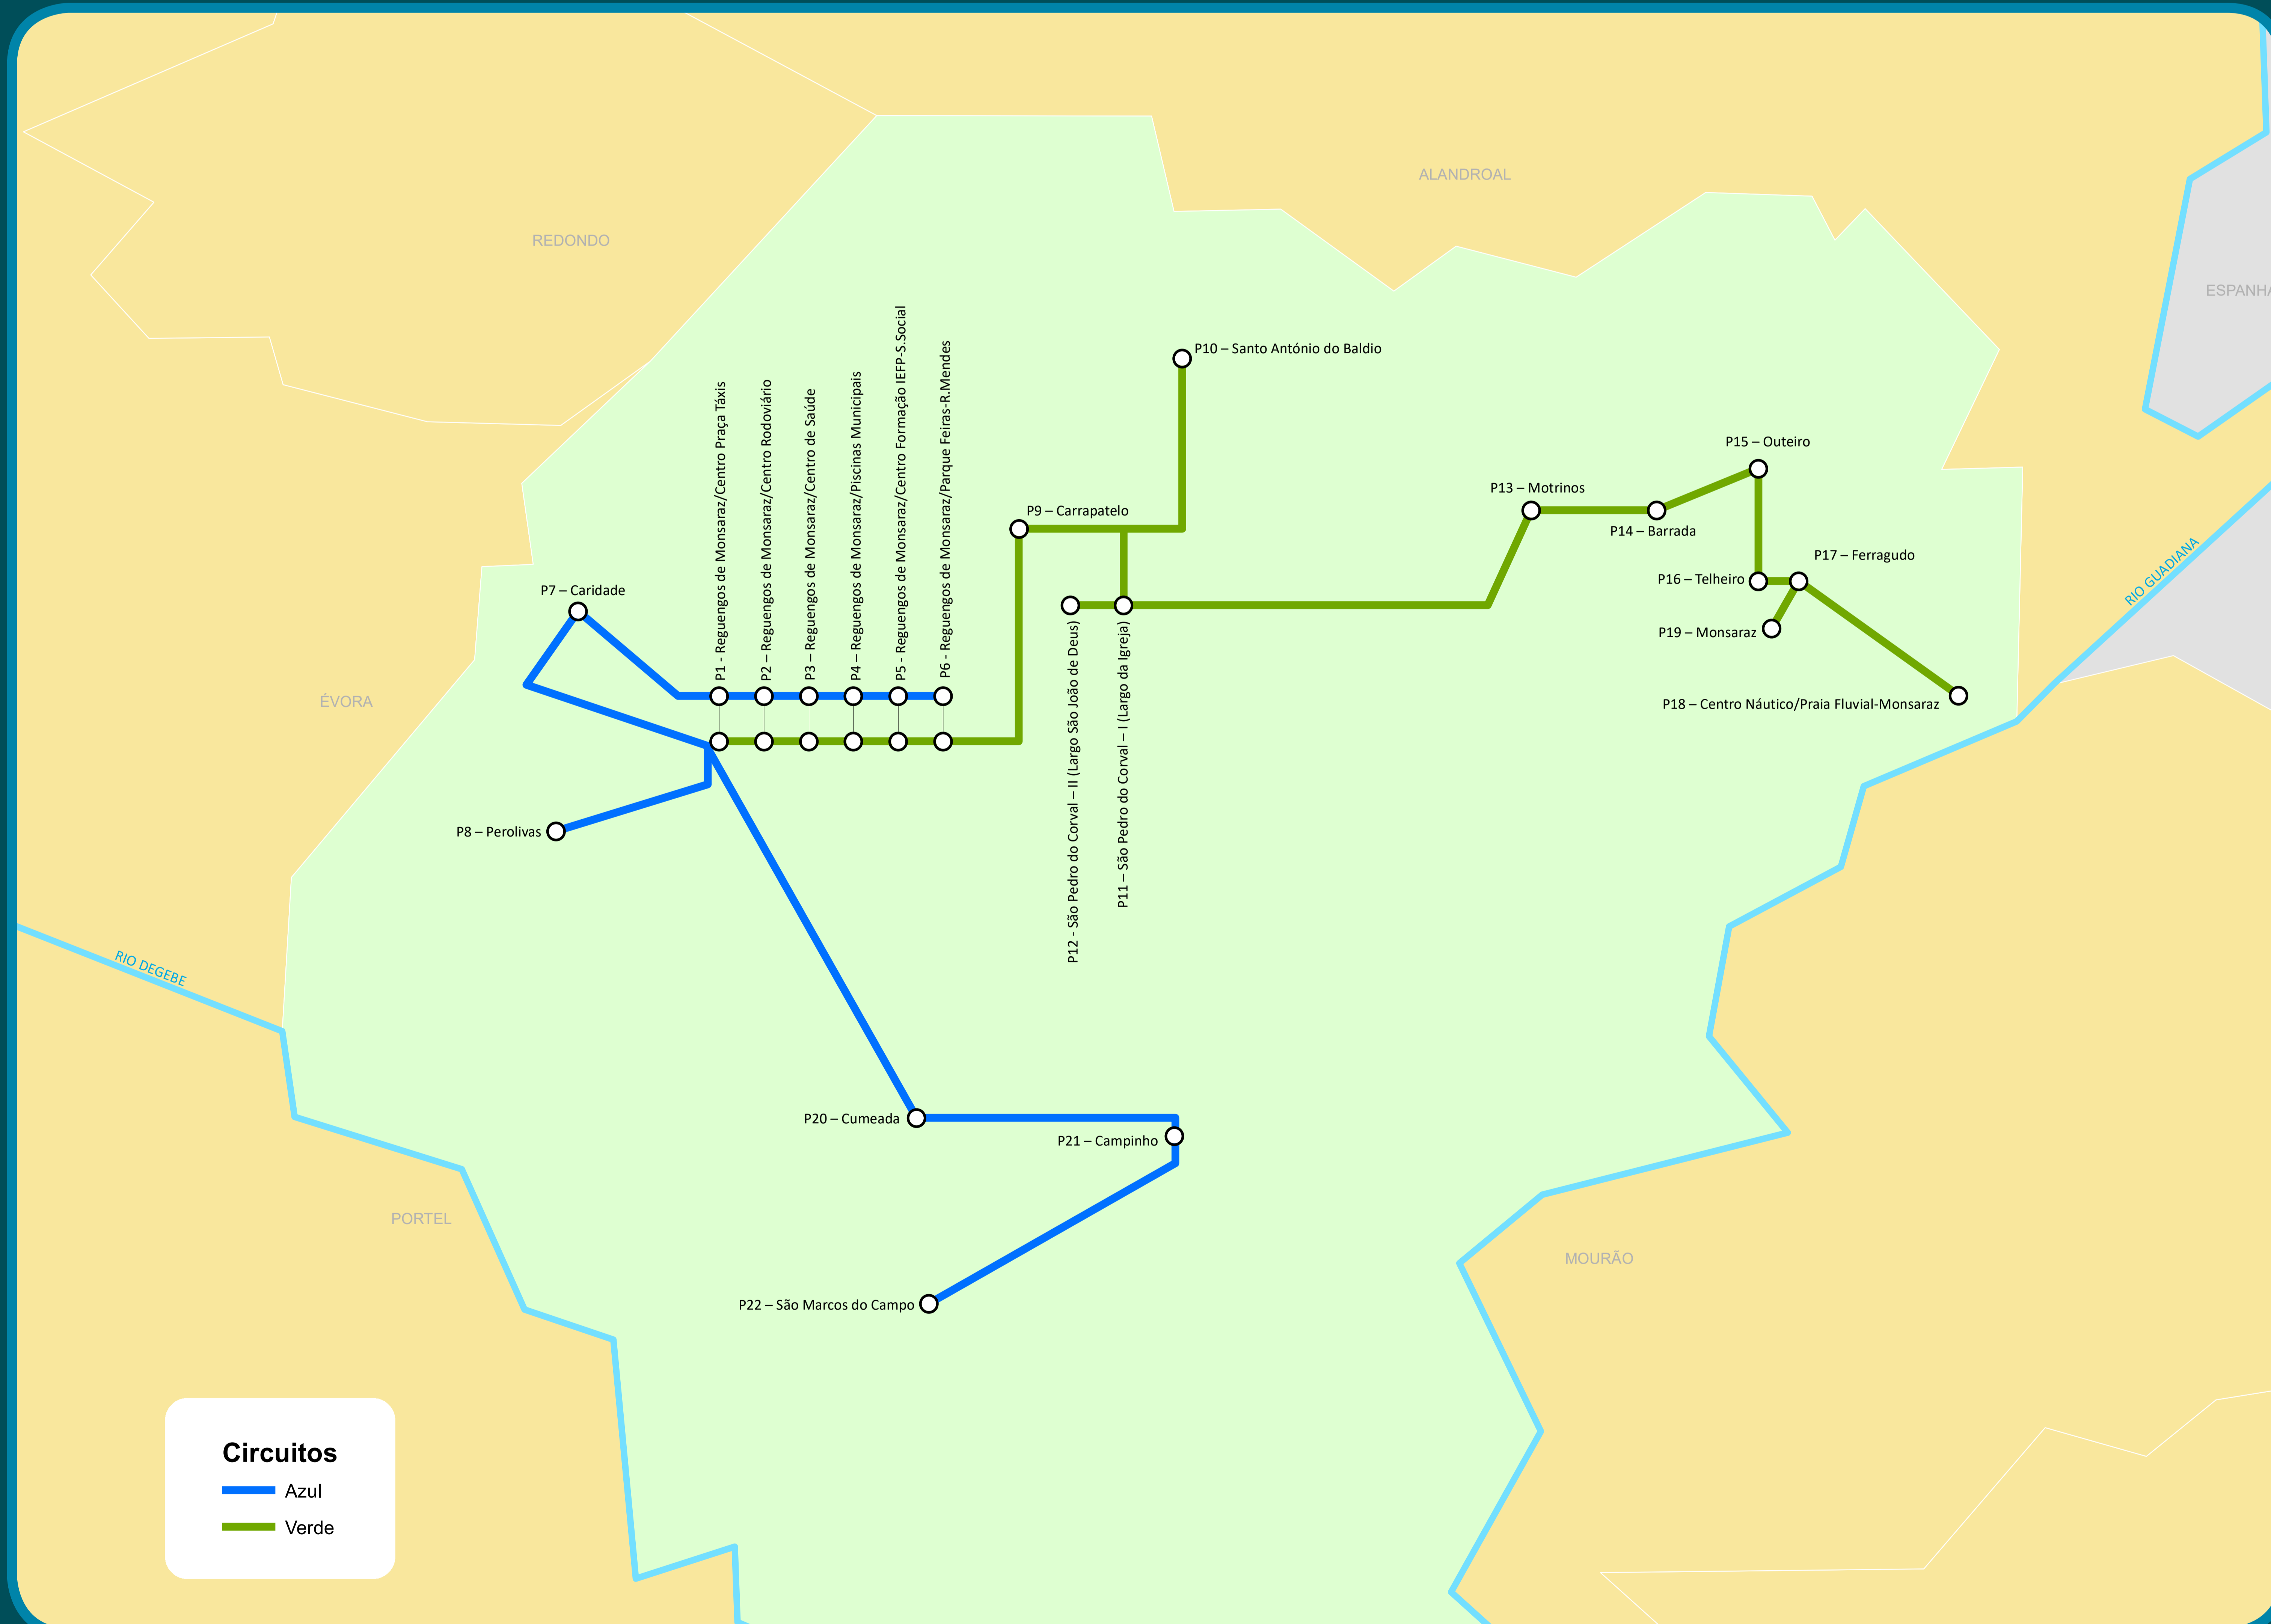 ALANDROAL
REDONDO
ESPANHA
P10 – Santo António do Baldio
P1 - Reguengos de Monsaraz/Centro Praça Táxis
P2 – Reguengos de Monsaraz/Centro Rodoviário
P3 – Reguengos de Monsaraz/Centro de Saúde
P4 – Reguengos de Monsaraz/Piscinas Municipais
P5 - Reguengos de Monsaraz/Centro Formação IEFP-S.Social
P6 - Reguengos de Monsaraz/Parque Feiras-R.Mendes
P15 – Outeiro
P13 – Motrinos
P9 – Carrapatelo
P14 – Barrada
P17 – Ferragudo
P16 – Telheiro
RIO GUADIANA
P7 – Caridade
P19 – Monsaraz
P12 - São Pedro do Corval – II (Largo São João de Deus)
P11 – São Pedro do Corval – I (Largo da Igreja)
ÉVORA
P18 – Centro Náutico/Praia Fluvial-Monsaraz
P8 – Perolivas
RIO DEGEBE
P20 – Cumeada
P21 – Campinho
PORTEL
MOURÃO
P22 – São Marcos do Campo
Circuitos
Azul
Verde